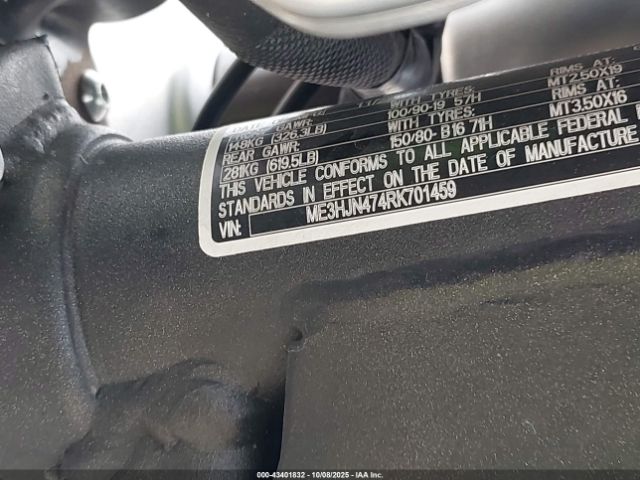 148KG (326.3LB) WITH TYRES: 100/90-19 57H RIMS AT: MT2.50X19
REAR GAWR:
281KG (619.5LB) WITH TYRES: 150/80- B16 71H RIMS AT: MT3.50X16
THIS VEHICLE CONFORMS TO ALL APPLICABLE FEDERAL
STANDARDS IN EFFECT ON THE DATE OF MANUFACTURE
VIN: ME3HJN474RK701459
000-43401832 - 10/08/2025 - IAA Inc.